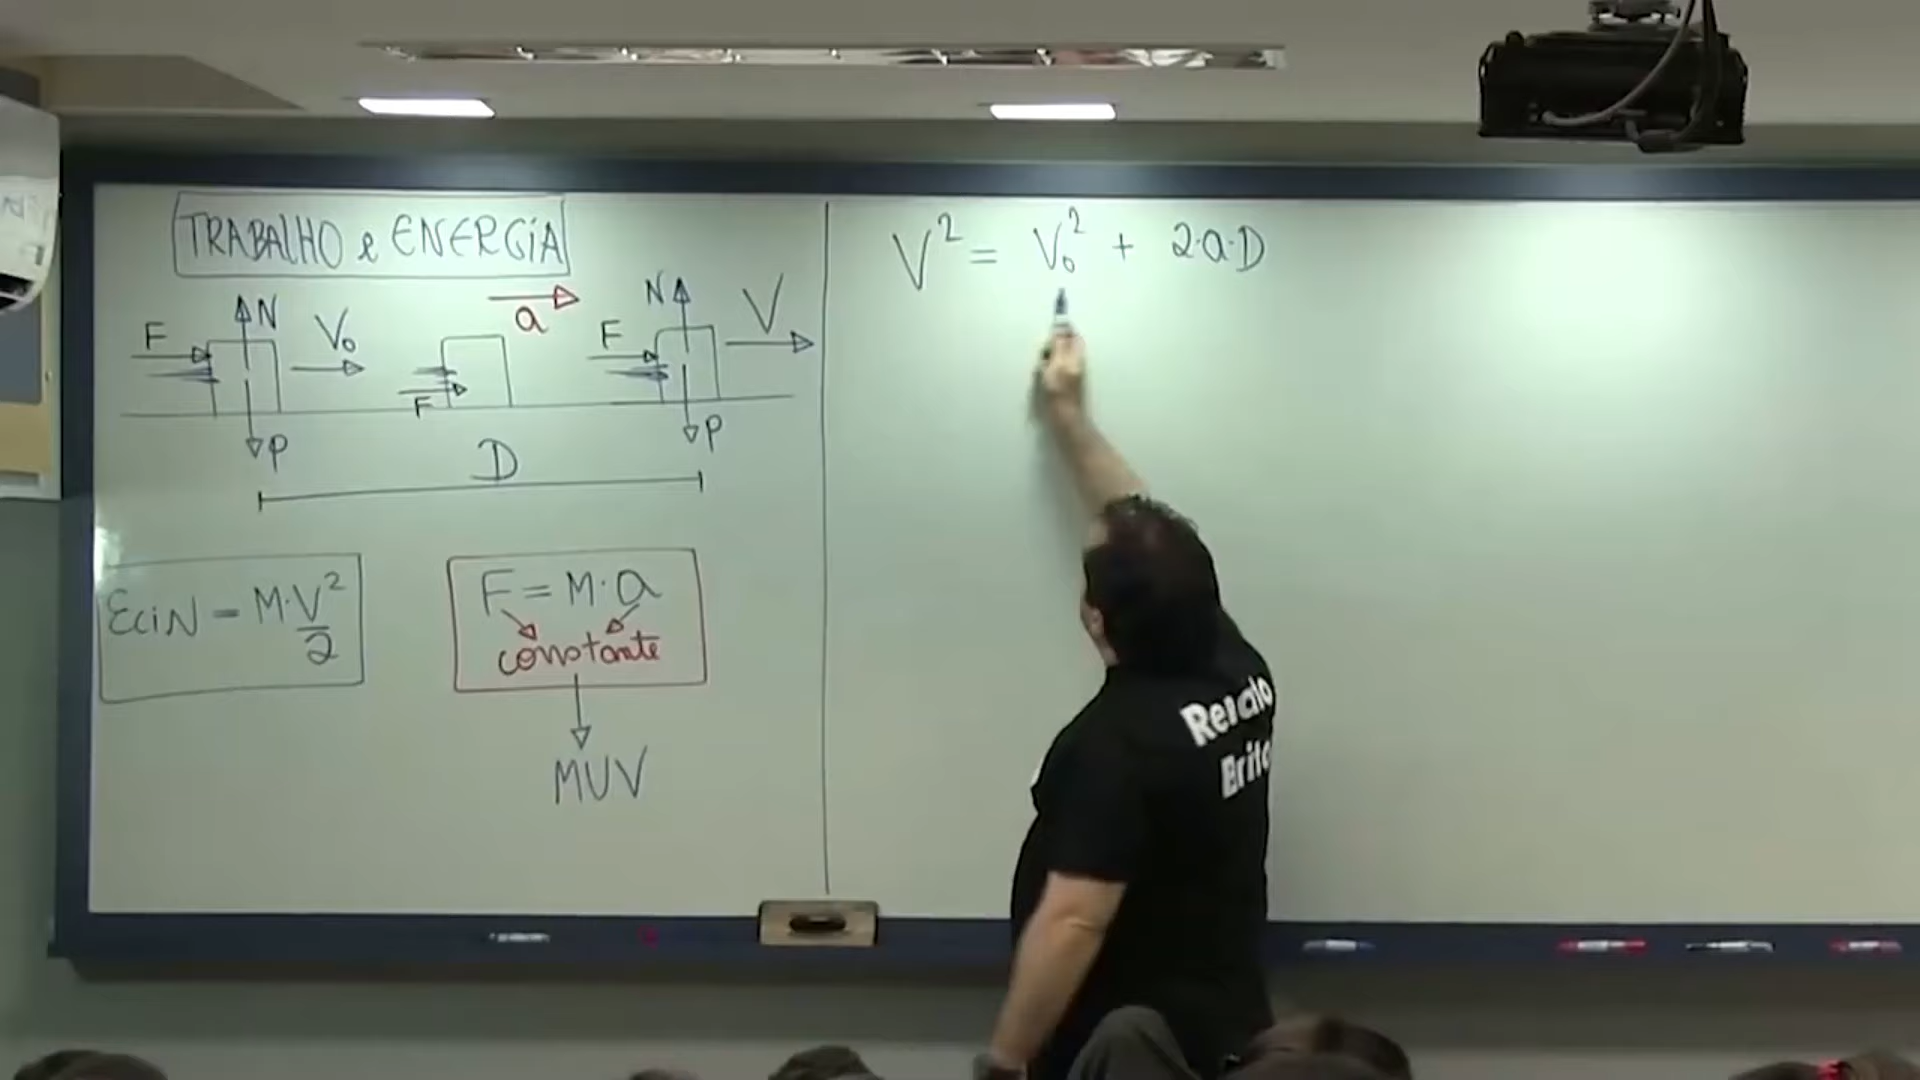 TRABALHO e ENERGIA
F N V₀ a F N V
F
P D P
Ecin = M·V²/2
F = M·a
constante
MUV
V² = V₀² + 2·a·D
Renato
Brito